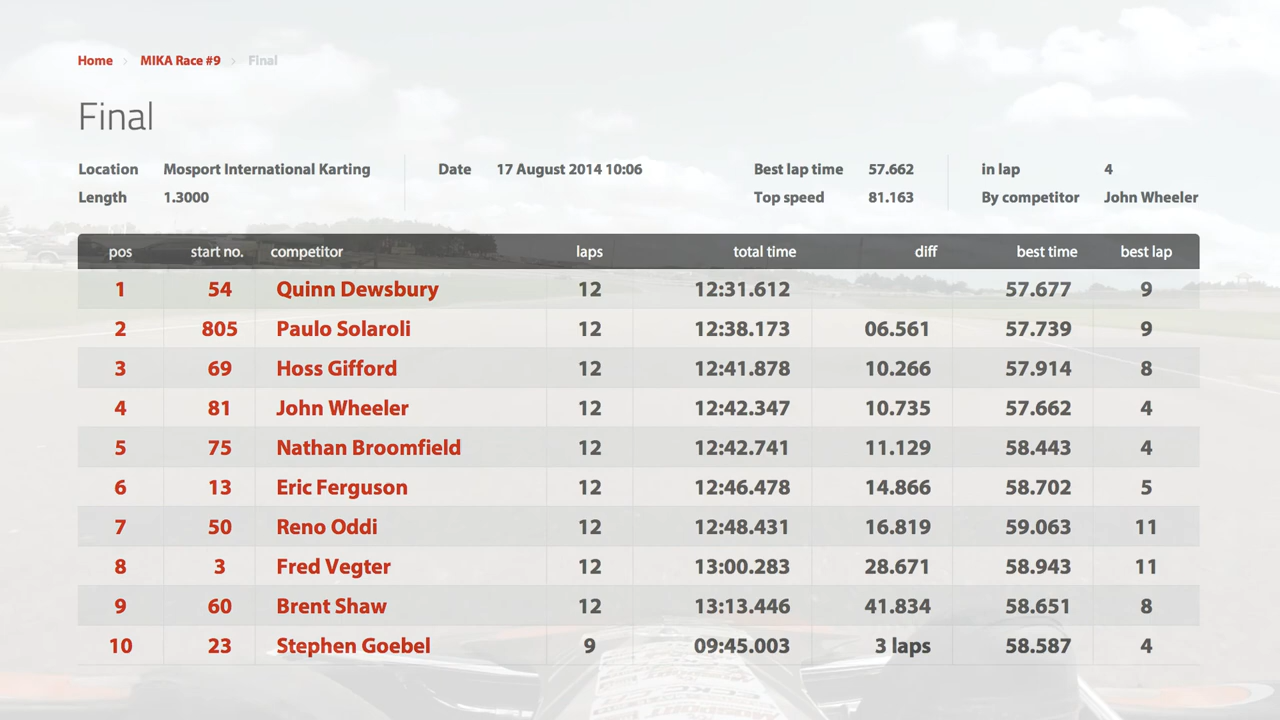 Home > MIKA Race #9 > Final
Final
Location Mosport International Karting Date 17 August 2014 10:06 Best lap time 57.662 in lap 4
Length 1.3000 Top speed 81.163 By competitor John Wheeler
pos start no. competitor laps total time diff best time best lap
1 54 Quinn Dewsbury 12 12:31.612 57.677 9
2 805 Paulo Solaroli 12 12:38.173 06.561 57.739 9
3 69 Hoss Gifford 12 12:41.878 10.266 57.914 8
4 81 John Wheeler 12 12:42.347 10.735 57.662 4
5 75 Nathan Broomfield 12 12:42.741 11.129 58.443 4
6 13 Eric Ferguson 12 12:46.478 14.866 58.702 5
7 50 Reno Oddi 12 12:48.431 16.819 59.063 11
8 3 Fred Vegter 12 13:00.283 28.671 58.943 11
9 60 Brent Shaw 12 13:13.446 41.834 58.651 8
10 23 Stephen Goebel 9 09:45.003 3 laps 58.587 4